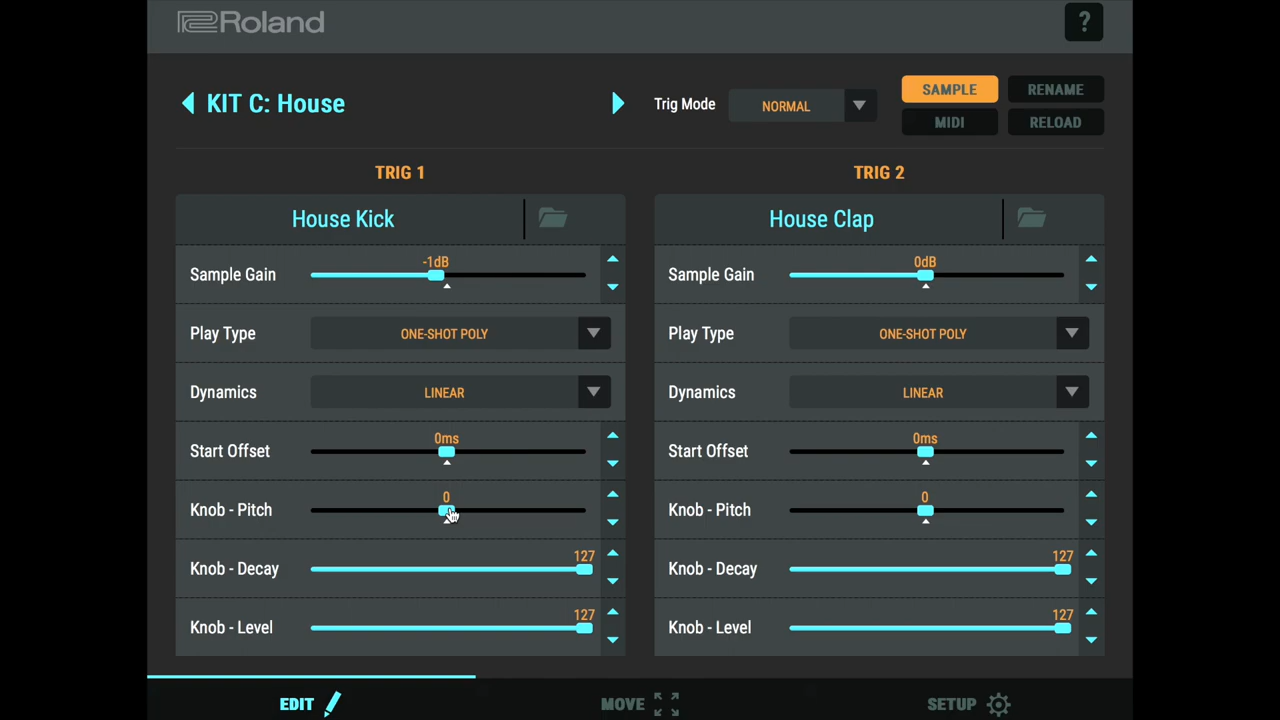 Roland
?
KIT C: House
Trig Mode
NORMAL
SAMPLE
RENAME
MIDI
RELOAD
TRIG 1
TRIG 2
House Kick
House Clap
Sample Gain
-1dB
Sample Gain
0dB
Play Type
ONE-SHOT POLY
Play Type
ONE-SHOT POLY
Dynamics
LINEAR
Dynamics
LINEAR
Start Offset
0ms
Start Offset
0ms
Knob - Pitch
0
Knob - Pitch
0
Knob - Decay
127
Knob - Decay
127
Knob - Level
127
Knob - Level
127
EDIT
MOVE
SETUP